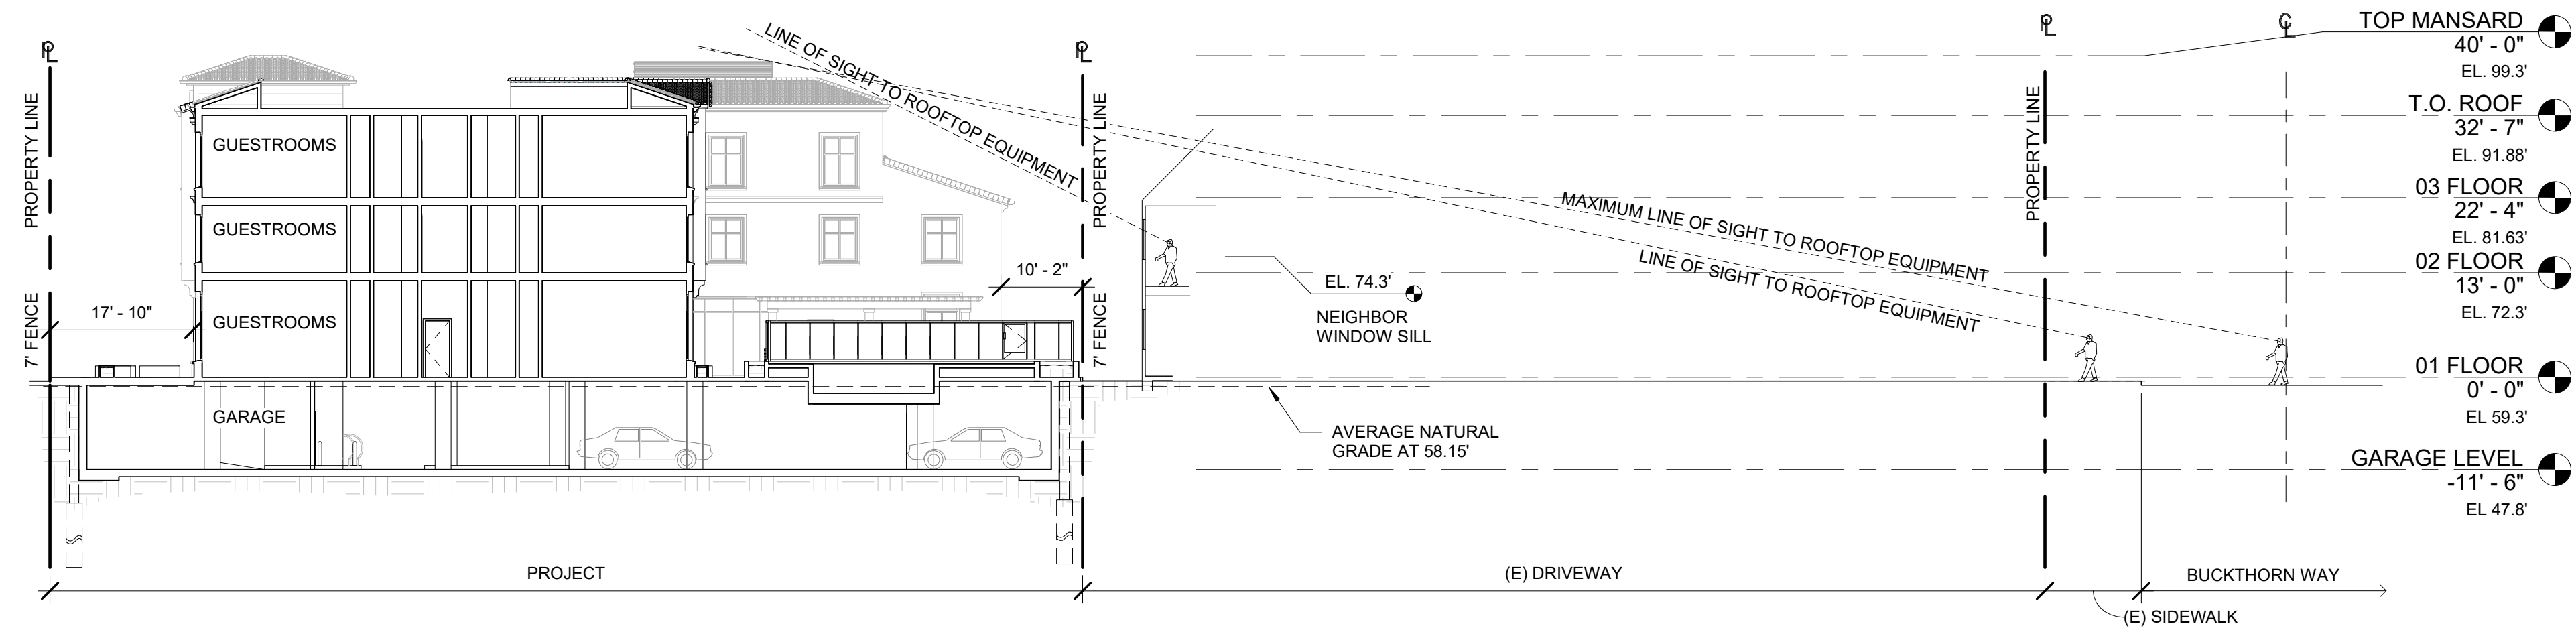 PL
PL
PL
CL
TOP MANSARD
40' - 0"
EL. 99.3'
T.O. ROOF
32' - 7"
EL. 91.88'
03 FLOOR
22' - 4"
EL. 81.63'
02 FLOOR
13' - 0"
EL. 72.3'
01 FLOOR
0' - 0"
EL 59.3'
GARAGE LEVEL
-11' - 6"
EL 47.8'
PROPERTY LINE
7' FENCE
17' - 10"
GUESTROOMS
GUESTROOMS
GUESTROOMS
GARAGE
LINE OF SIGHT TO ROOFTOP EQUIPMENT
10' - 2"
PROPERTY LINE
7' FENCE
EL. 74.3'
NEIGHBOR
WINDOW SILL
AVERAGE NATURAL
GRADE AT 58.15'
MAXIMUM LINE OF SIGHT TO ROOFTOP EQUIPMENT
LINE OF SIGHT TO ROOFTOP EQUIPMENT
PROPERTY LINE
PROJECT
(E) DRIVEWAY
BUCKTHORN WAY
(E) SIDEWALK